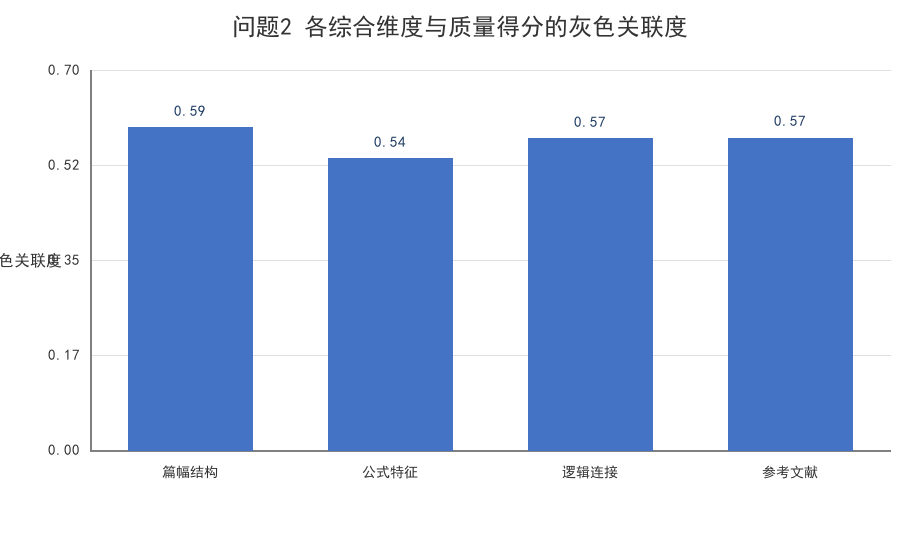 问题2 各综合维度与质量得分的灰色关联度
0.70
0.59
0.54
0.57
0.57
0.52
色关联度
.35
0.17
0.00
篇幅结构
公式特征
逻辑连接
参考文献